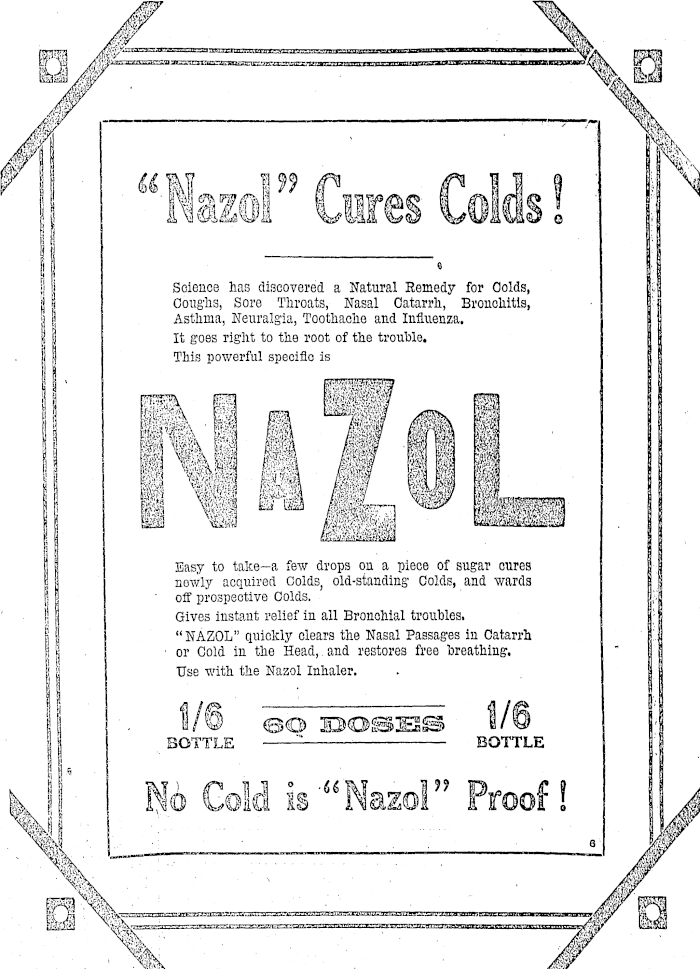 “Nazol” Cures Colds!
Science has discovered a Natural Remedy for Colds,
Coughs, Sore Throats, Nasal Catarrh, Bronchitis,
Asthma, Neuralgia, Toothache and Influenza.
It goes right to the root of the trouble.
This powerful specific is
NAZOL
Easy to take—a few drops on a piece of sugar cures
newly acquired Colds, old-standing Colds, and wards
off prospective Colds.
Gives instant relief in all Bronchial troubles.
“NAZOL” quickly clears the Nasal Passages in Catarrh
or Cold in the Head, and restores free breathing.
Use with the Nazol Inhaler.
1/6 60 DOSES 1/6
BOTTLE BOTTLE
No Cold is “Nazol” Proof!
6